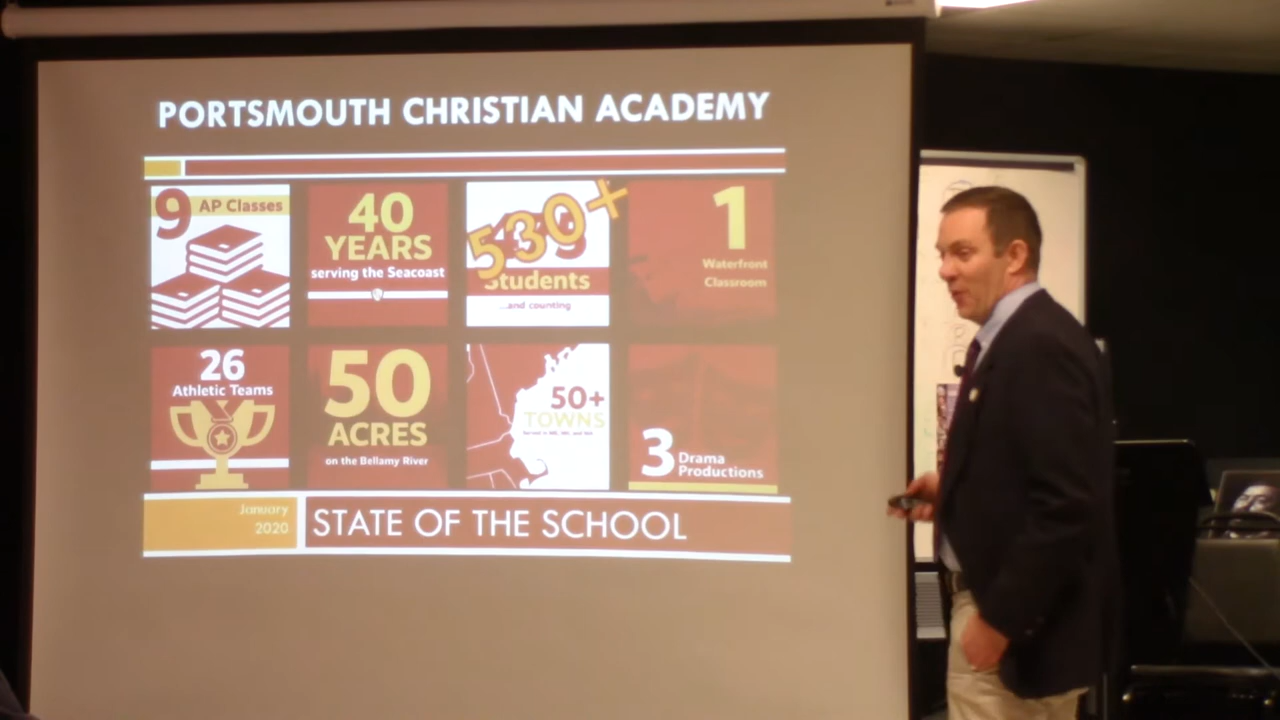 PORTSMOUTH CHRISTIAN ACADEMY
9
AP Classes
40
YEARS
serving the Seacoast
530+
Students
...and counting
1
Waterfront
Classroom
26
Athletic Teams
50
ACRES
on the Bellamy River
50+
TOWNS
3
Drama
Productions
January
2020
STATE OF THE SCHOOL